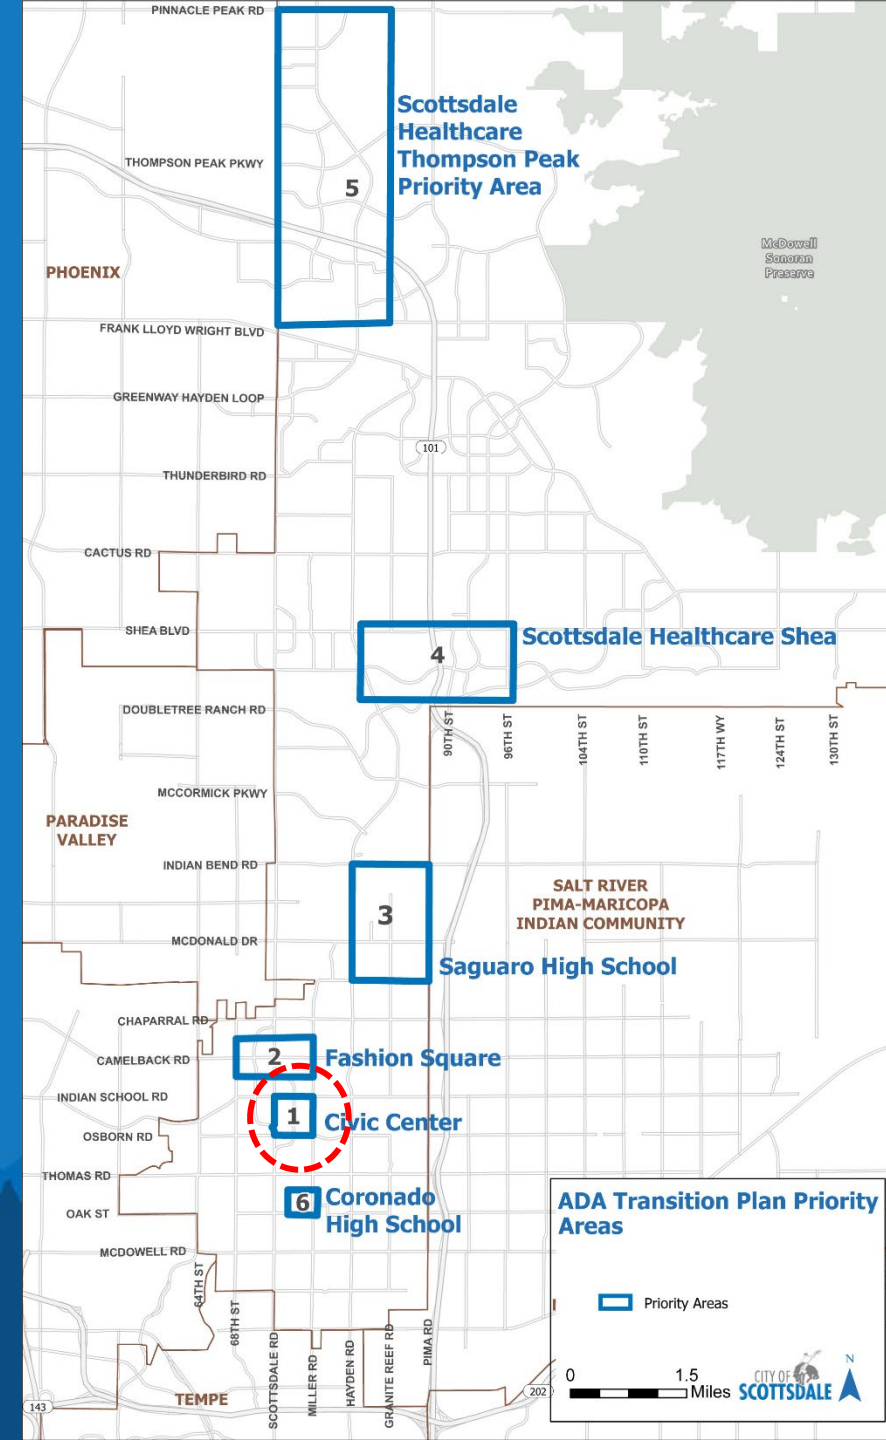 PINNACLE PEAK RD
Scottsdale
Healthcare
Thompson Peak
Priority Area
THOMPSON PEAK PKWY
5
McDowell
Sonoran
Preserve
PHOENIX
FRANK LLOYD WRIGHT BLVD
GREENWAY HAYDEN LOOP
101
THUNDERBIRD RD
CACTUS RD
SHEA BLVD
Scottsdale Healthcare Shea
4
DOUBLETREE RANCH RD
90TH ST
96TH ST
104TH ST
110TH ST
117TH WY
124TH ST
130TH ST
MCCORMICK PKWY
PARADISE
VALLEY
INDIAN BEND RD
SALT RIVER
PIMA-MARICOPA
INDIAN COMMUNITY
3
MCDONALD DR
Saguaro High School
CHAPARRAL RD
CAMELBACK RD
2
Fashion Square
INDIAN SCHOOL RD
1
Civic Center
OSBORN RD
THOMAS RD
6
Coronado
High School
OAK ST
MCDOWELL RD
64TH ST
68TH ST
SCOTTSDALE RD
MILLER RD
HAYDEN RD
GRANITE REEF RD
PIMA RD
TEMPE
143
202
ADA Transition Plan Priority
Areas
Priority Areas
0 1.5
Miles
CITY OF
SCOTTSDALE
N